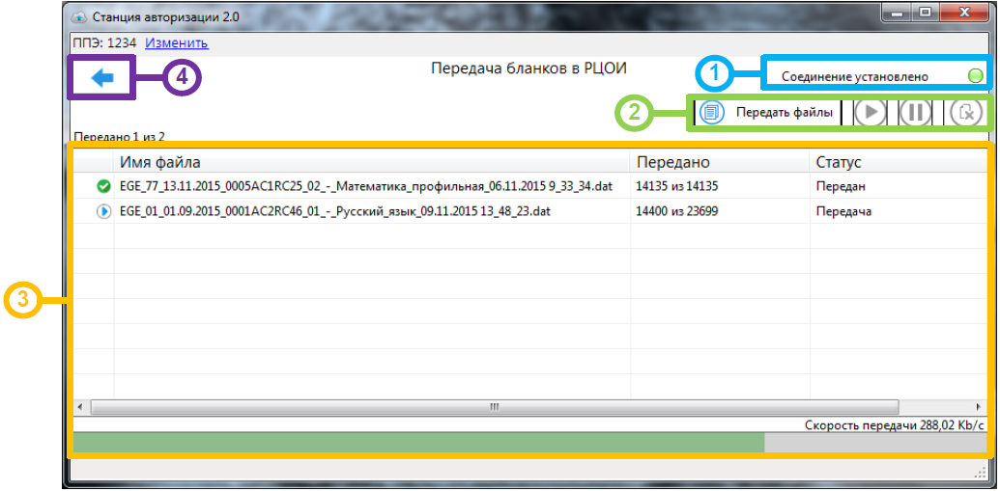 Станция авторизации 2.0
ППЭ: 1234 Изменить
4
Передача бланков в РЦОИ
1
Соединение установлено
2
Передать файлы
Передано 1 из 2
Имя файла Передано Статус
EGE_77_13.11.2015_0005AC1RC25_02_-_Математика_профильная_06.11.2015 9_33_34.dat 14135 из 14135 Передан
EGE_01_01.09.2015_0001AC2RC46_01_-_Русский_язык_09.11.2015 13_48_23.dat 14400 из 23699 Передача
3
Скорость передачи 288,02 Kb/c